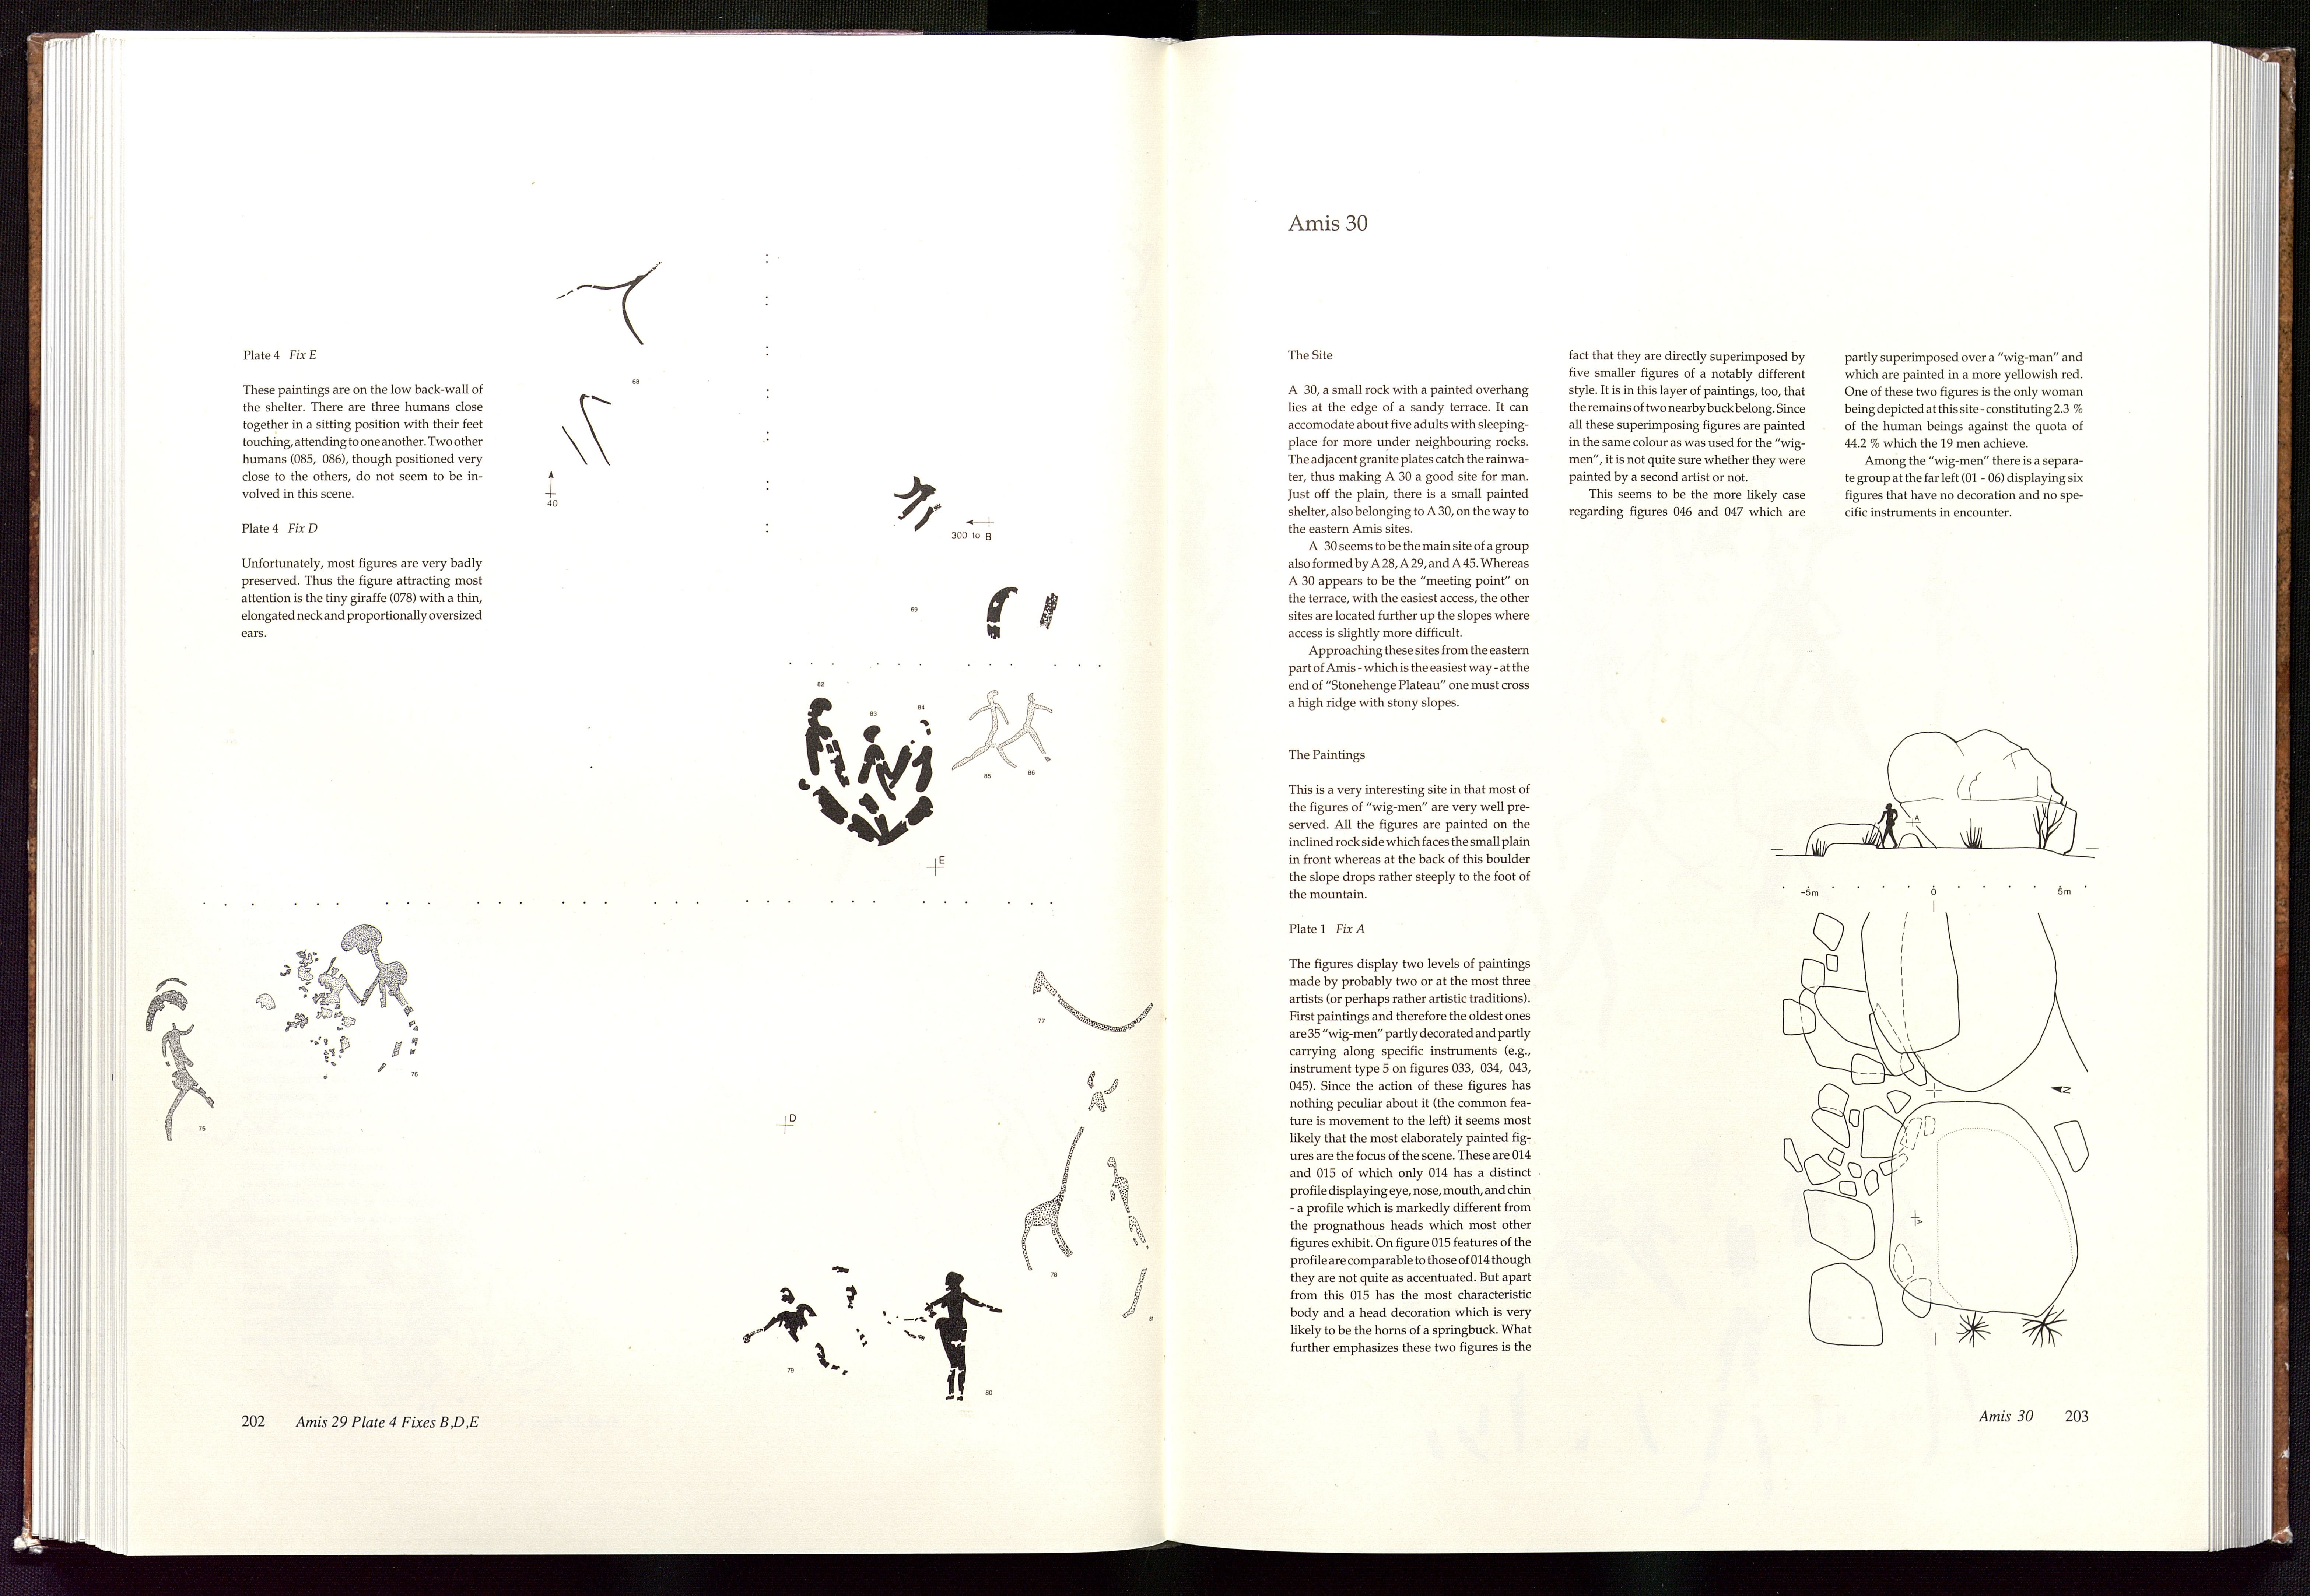 Plate 4 Fix E
These paintings are on the low back-wall of
the shelter. There are three humans close
together in a sitting position with their feet
touching, attending to one another. Two other
humans (085, 086), though positioned very
close to the others, do not seem to be in-
volved in this scene.
Plate 4 Fix D
Unfortunately, most figures are very badly
preserved. Thus the figure attracting most
attention is the tiny giraffe (078) with a thin,
elongated neck and proportionally oversized
ears.
68
40
300 to B
69
82
83
84
85
86
E
75
76
77
D
78
79
80
81
202 Amis 29 Plate 4 Fixes B,D,E
Amis 30
The Site
A 30, a small rock with a painted overhang
lies at the edge of a sandy terrace. It can
accomodate about five adults with sleeping-
place for more under neighbouring rocks.
The adjacent granite plates catch the rainwa-
ter, thus making A 30 a good site for man.
Just off the plain, there is a small painted
shelter, also belonging to A 30, on the way to
the eastern Amis sites.
A 30 seems to be the main site of a group
also formed by A 28, A 29, and A 45. Whereas
A 30 appears to be the "meeting point" on
the terrace, with the easiest access, the other
sites are located further up the slopes where
access is slightly more difficult.
Approaching these sites from the eastern
part of Amis - which is the easiest way - at the
end of "Stonehenge Plateau" one must cross
a high ridge with stony slopes.
The Paintings
This is a very interesting site in that most of
the figures of "wig-men" are very well pre-
served. All the figures are painted on the
inclined rock side which faces the small plain
in front whereas at the back of this boulder
the slope drops rather steeply to the foot of
the mountain.
Plate 1 Fix A
The figures display two levels of paintings
made by probably two or at the most three
artists (or perhaps rather artistic traditions).
First paintings and therefore the oldest ones
are 35 "wig-men" partly decorated and partly
carrying along specific instruments (e.g.,
instrument type 5 on figures 033, 034, 043,
045). Since the action of these figures has
nothing peculiar about it (the common fea-
ture is movement to the left) it seems most
likely that the most elaborately painted fig-
ures are the focus of the scene. These are 014
and 015 of which only 014 has a distinct
profile displaying eye, nose, mouth, and chin
- a profile which is markedly different from
the prognathous heads which most other
figures exhibit. On figure 015 features of the
profile are comparable to those of 014 though
they are not quite as accentuated. But apart
from this 015 has the most characteristic
body and a head decoration which is very
likely to be the horns of a springbuck. What
further emphasizes these two figures is the
fact that they are directly superimposed by
five smaller figures of a notably different
style. It is in this layer of paintings, too, that
the remains of two nearby buck belong. Since
all these superimposing figures are painted
in the same colour as was used for the "wig-
men", it is not quite sure whether they were
painted by a second artist or not.
This seems to be the more likely case
regarding figures 046 and 047 which are
partly superimposed over a "wig-man" and
which are painted in a more yellowish red.
One of these two figures is the only woman
being depicted at this site - constituting 2.3 %
of the human beings against the quota of
44.2 % which the 19 men achieve.
Among the "wig-men" there is a separa-
te group at the far left (01 - 06) displaying six
figures that have no decoration and no spe-
cific instruments in encounter.
A
-5m 0 5m
N
A
Amis 30 203